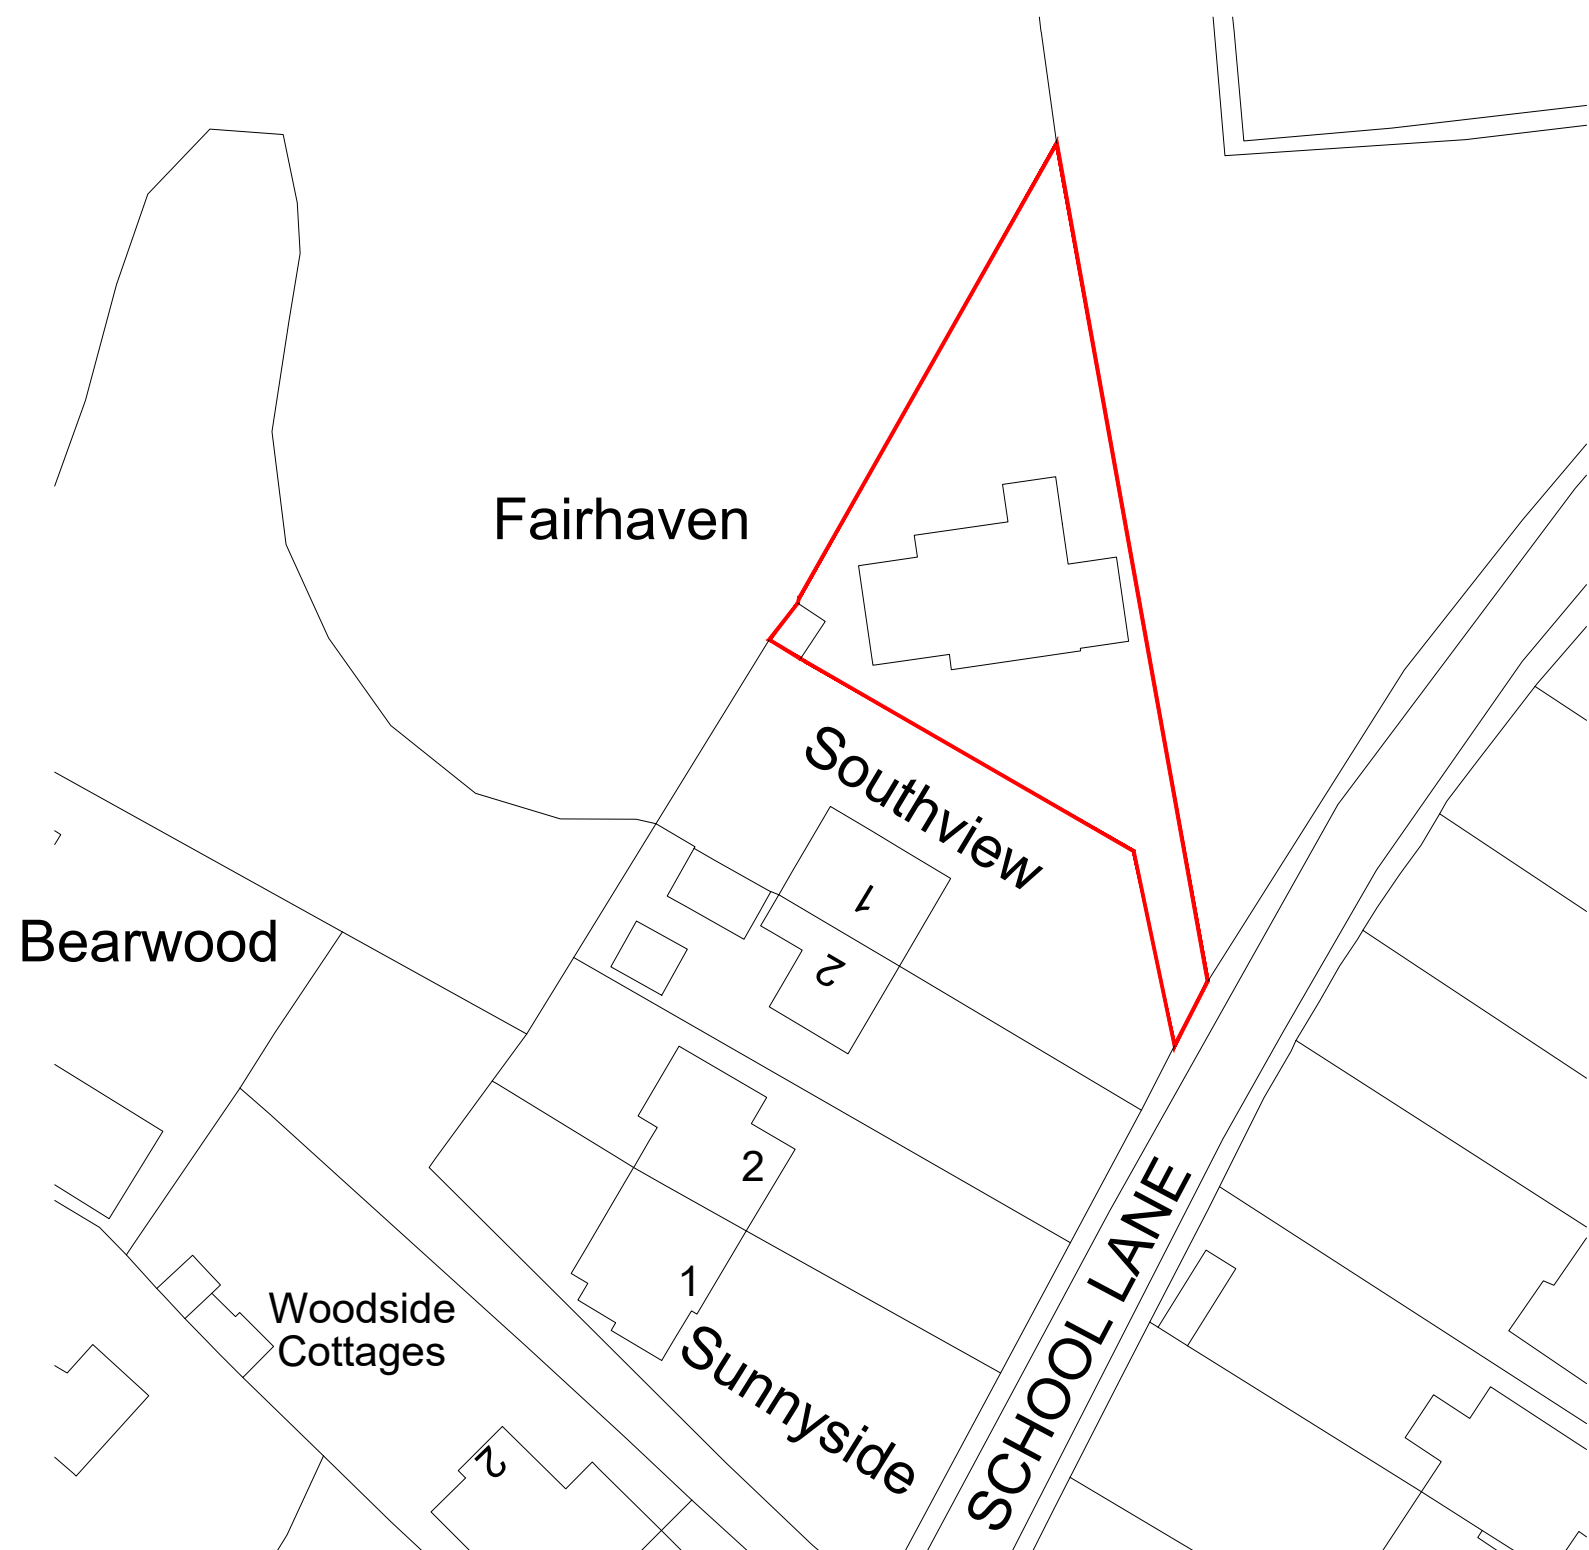 Fairhaven
Southview
1
2
Bearwood
2
1
Sunnyside
SCHOOL LANE
Woodside
Cottages
2